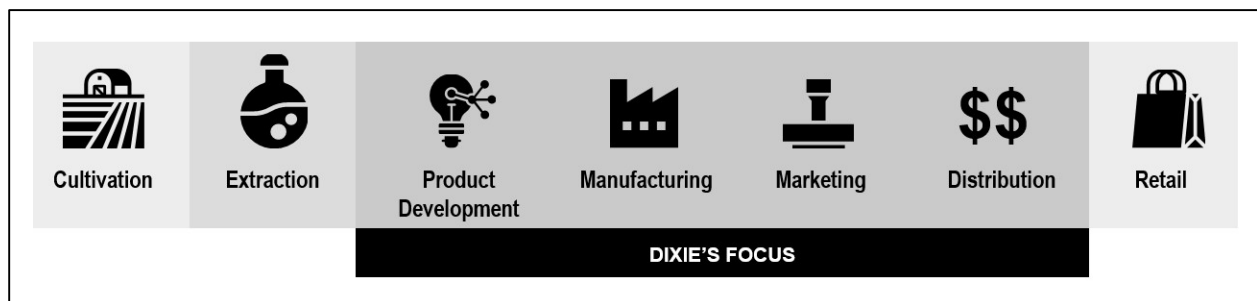 $$
Cultivation
Extraction
Product
Development
Manufacturing
Marketing
Distribution
Retail
DIXIE'S FOCUS